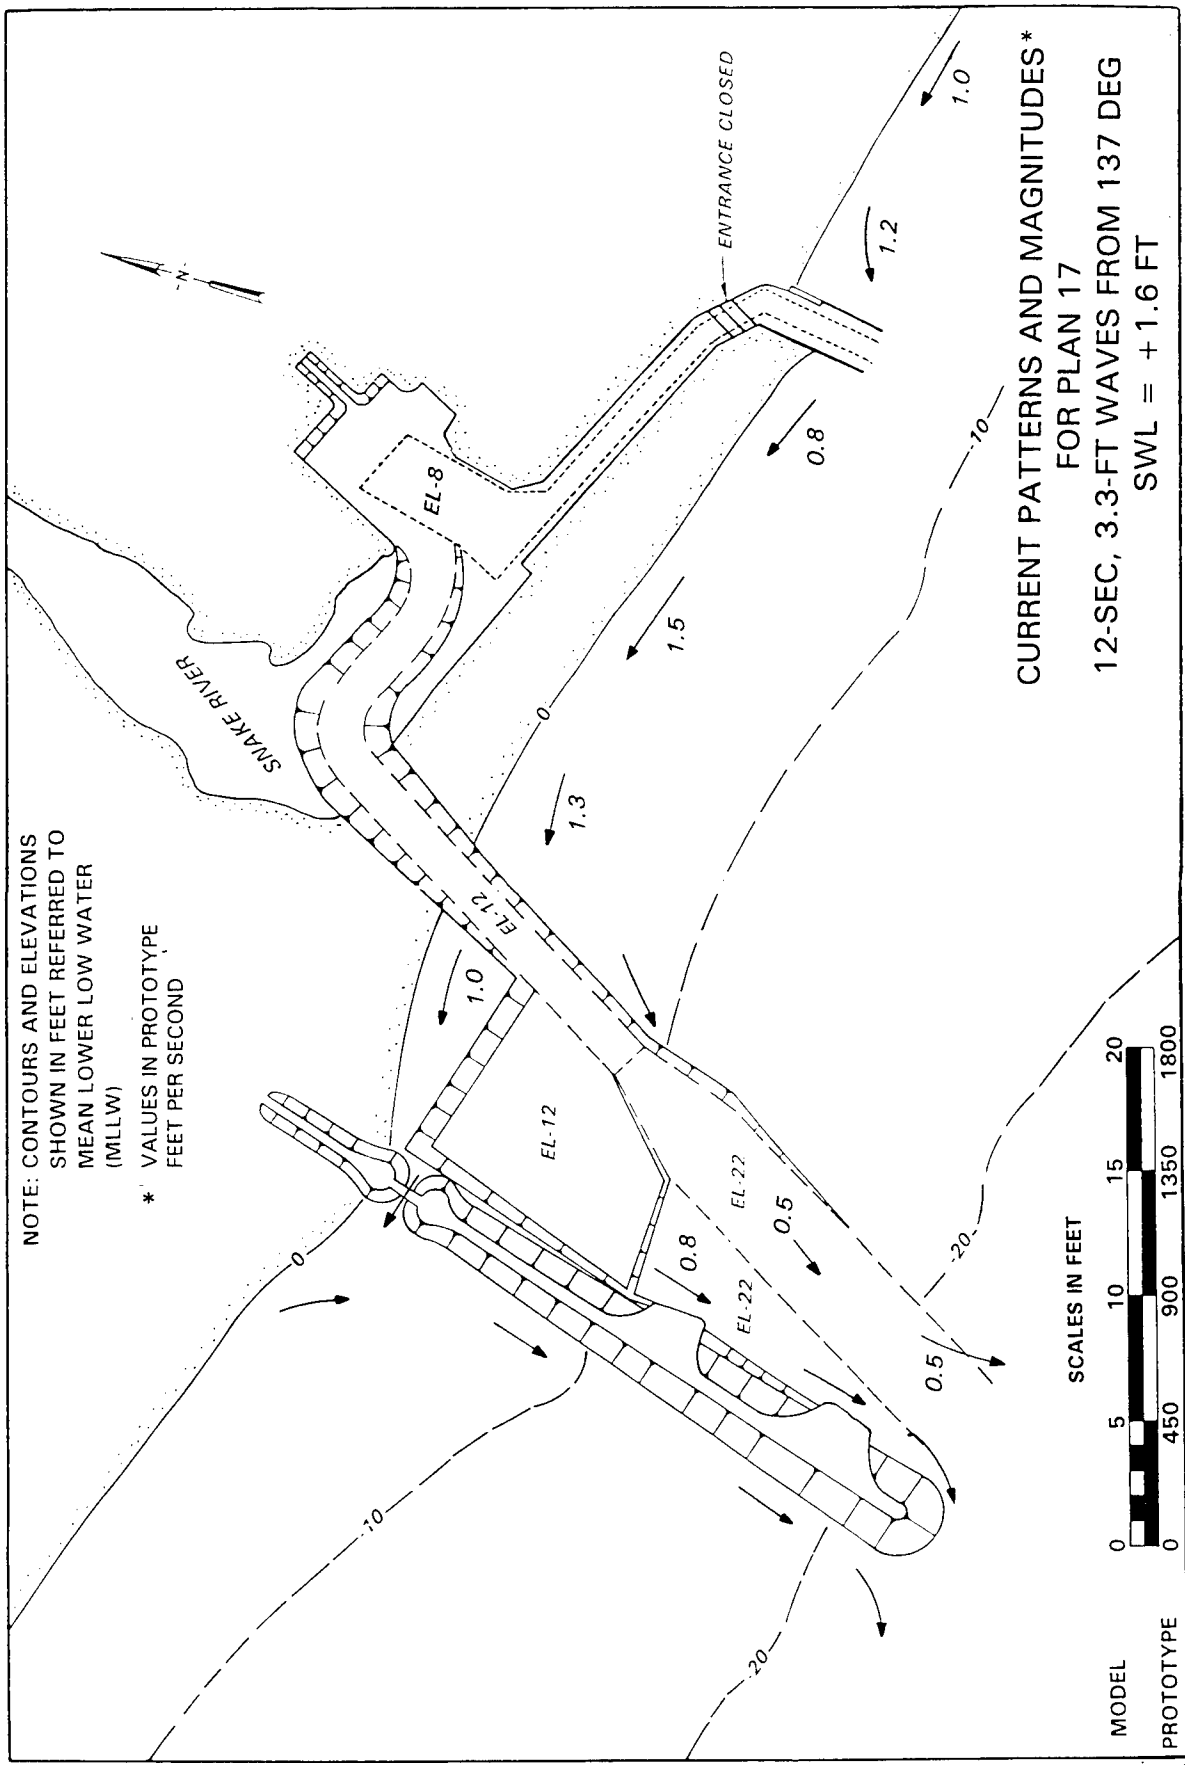 NOTE: CONTOURS AND ELEVATIONS
SHOWN IN FEET REFERRED TO
MEAN LOWER LOW WATER
(MLLW)
* VALUES IN PROTOTYPE
FEET PER SECOND
SNAKE RIVER
-N-
EL-8
ENTRANCE CLOSED
EL-12
EL-12
EL-22
EL-22
0
0
-10
-10-
-20
-20-
1.0
1.2
0.8
1.5
1.3
1.0
0.8
0.5
0.5
CURRENT PATTERNS AND MAGNITUDES*
FOR PLAN 17
12-SEC, 3.3-FT WAVES FROM 137 DEG
SWL = +1.6 FT
SCALES IN FEET
MODEL 0 5 10 15 20
PROTOTYPE 0 450 900 1350 1800